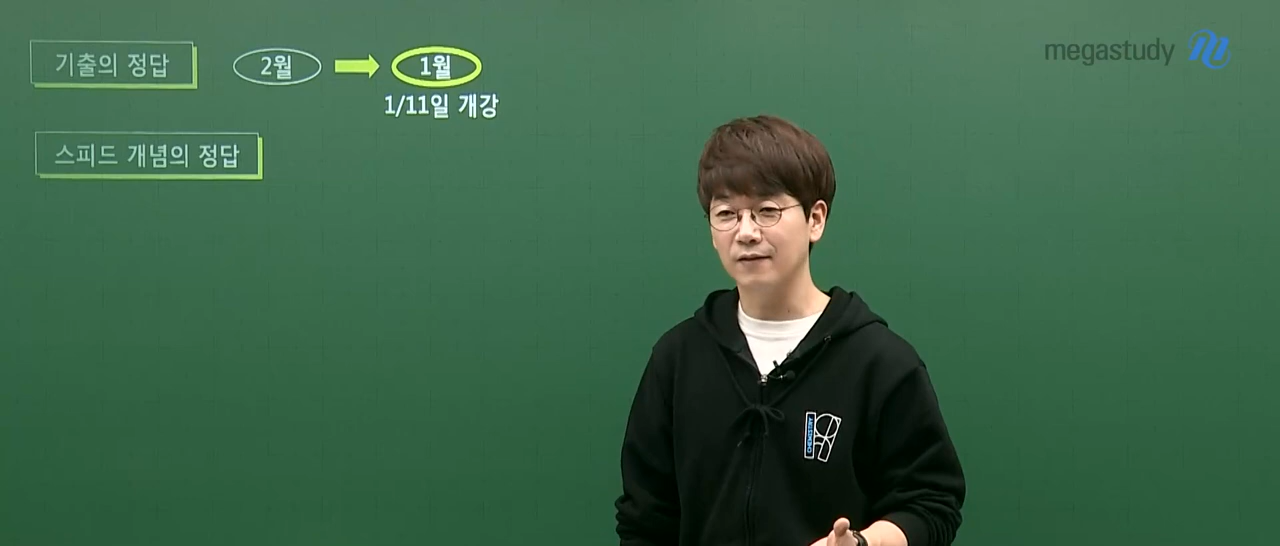 기출의 정답
2월
1월
1/11일 개강
스피드 개념의 정답
megastudy
CHEMISTRY